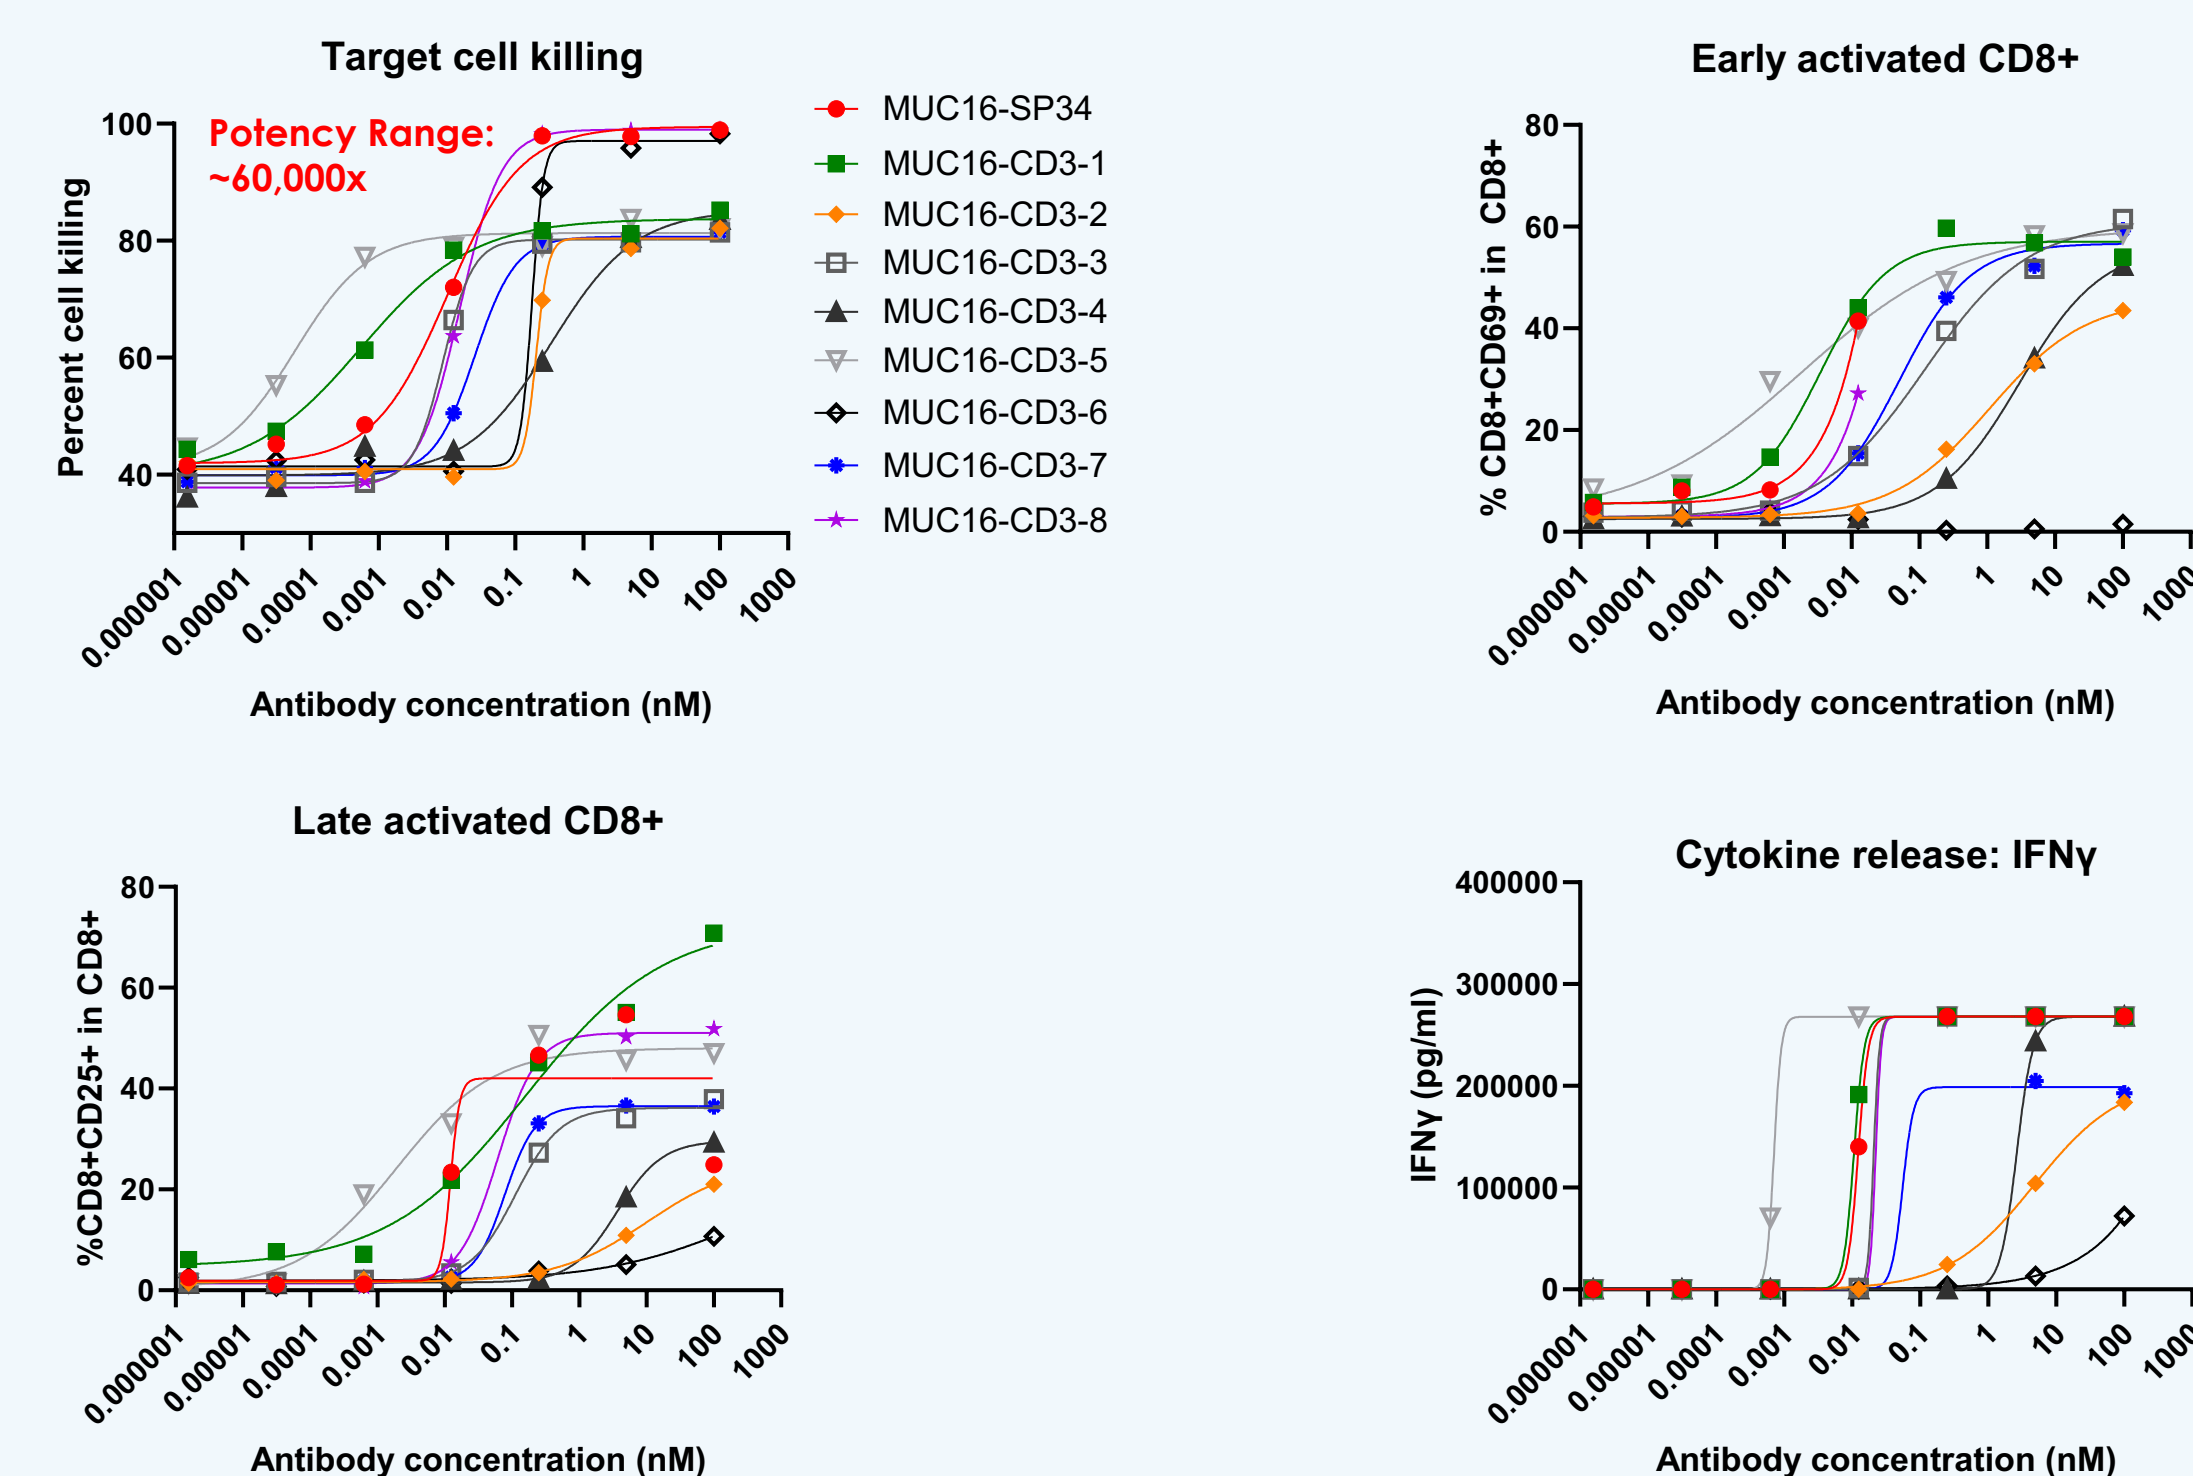 Target cell killing
Percent cell killing
100
80
60
40
Potency Range:
~60,000x
0.000001
0.00001
0.0001
0.001
0.01
0.1
1
10
100
1000
Antibody concentration (nM)
MUC16-SP34
MUC16-CD3-1
MUC16-CD3-2
MUC16-CD3-3
MUC16-CD3-4
MUC16-CD3-5
MUC16-CD3-6
MUC16-CD3-7
MUC16-CD3-8
Early activated CD8+
% CD8+CD69+ in CD8+
80
60
40
20
0
0.000001
0.00001
0.0001
0.001
0.01
0.1
1
10
100
1000
Antibody concentration (nM)
Late activated CD8+
%CD8+CD25+ in CD8+
80
60
40
20
0
0.000001
0.00001
0.0001
0.001
0.01
0.1
1
10
100
1000
Antibody concentration (nM)
Cytokine release: IFNγ
IFNγ (pg/ml)
400000
300000
200000
100000
0
0.000001
0.00001
0.0001
0.001
0.01
0.1
1
10
100
1000
Antibody concentration (nM)